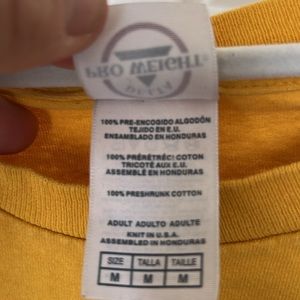 PRO WEIGHT
DELTA
100% PRE-ENCOGIDO ALGODÓN
TEJIDO EN E.U.
ENSAMBLADO EN HONDURAS
100% PRÉRÉTRÉCI COTON
TRICOTÉ AUX E.U.
ASSEMBLÉ EN HONDURAS
100% PRESHRUNK COTTON
ADULT ADULTO ADULTE
KNIT IN U.S.A.
ASSEMBLED IN HONDURAS
SIZE TALLA TAILLE
M M M